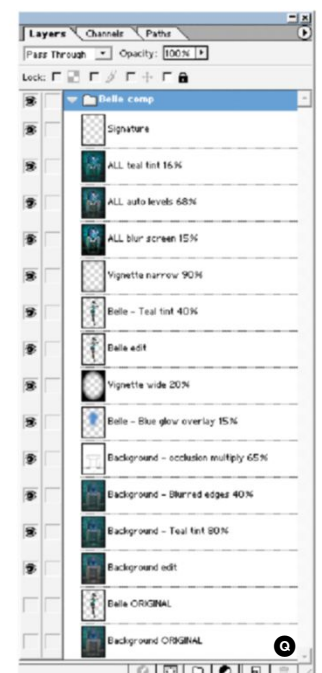 Layers Channels Paths
Pass Through Opacity: 100%
Lock:
Belle comp
Signature
ALL teal tint 16%
ALL auto levels 68%
ALL blur screen 15%
Vignette narrow 90%
Belle - Teal tint 40%
Belle edit
Vignette wide 20%
Belle - Blue glow overlay 15%
Background - occlusion multiply 65%
Background - Blurred edges 40%
Background - Teal tint 80%
Background edit
Belle ORIGINAL
Background ORIGINAL
Q